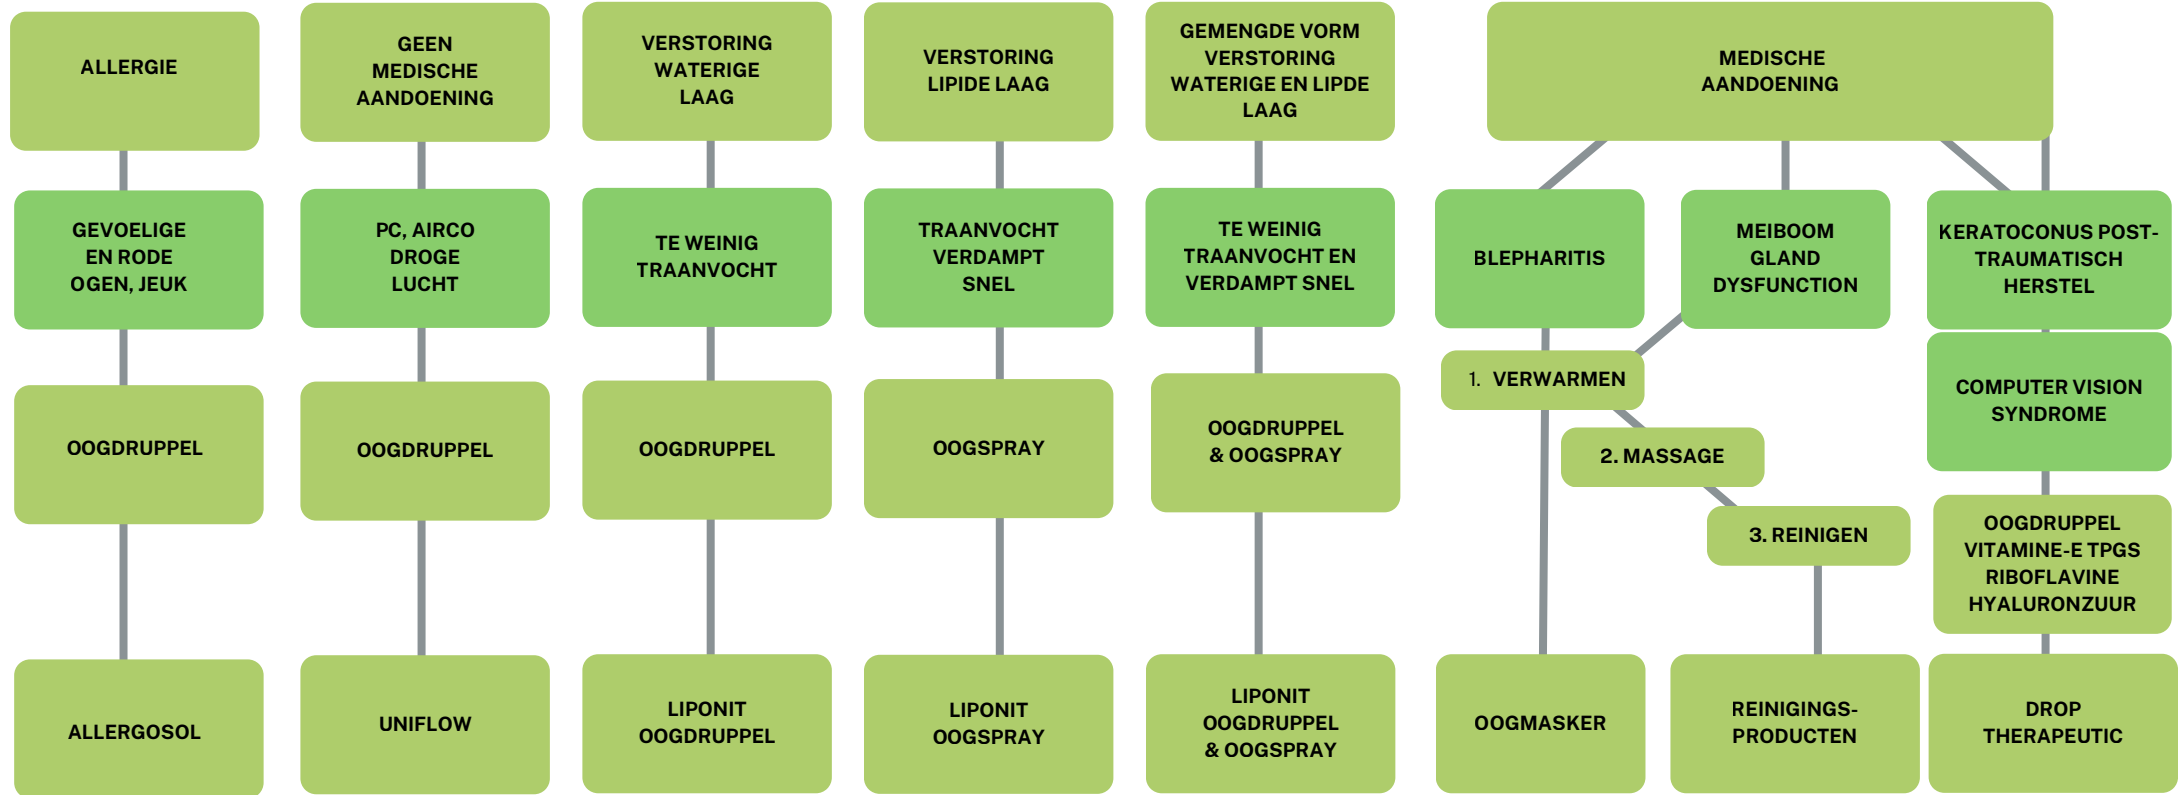 ALLERGIE
GEEN
MEDISCHE
AANDOENING
VERSTORING
WATERIGE
LAAG
VERSTORING
LIPIDE LAAG
GEMENGDE VORM
VERSTORING
WATERIGE EN LIPDE
LAAG
MEDISCHE
AANDOENING
GEVOELIGE
EN RODE
OGEN, JEUK
PC, AIRCO
DROGE
LUCHT
TE WEINIG
TRAANVOCHT
TRAANVOCHT
VERDAMPT
SNEL
TE WEINIG
TRAANVOCHT EN
VERDAMPT SNEL
BLEPHARITIS
MEIBOOM
GLAND
DYSFUNCTION
KERATOCONUS POST-
TRAUMATISCH
HERSTEL
1. VERWARMEN
COMPUTER VISION
SYNDROME
OOGDRUPPEL
OOGDRUPPEL
OOGDRUPPEL
OOGSPRAY
OOGDRUPPEL
& OOGSPRAY
2. MASSAGE
3. REINIGEN
OOGDRUPPEL
VITAMINE-E TPGS
RIBOFLAVINE
HYALURONZUUR
ALLERGOSOL
UNIFLOW
LIPONIT
OOGDRUPPEL
LIPONIT
OOGSPRAY
LIPONIT
OOGDRUPPEL
& OOGSPRAY
OOGMASKER
REINIGINGS-
PRODUCTEN
DROP
THERAPEUTIC